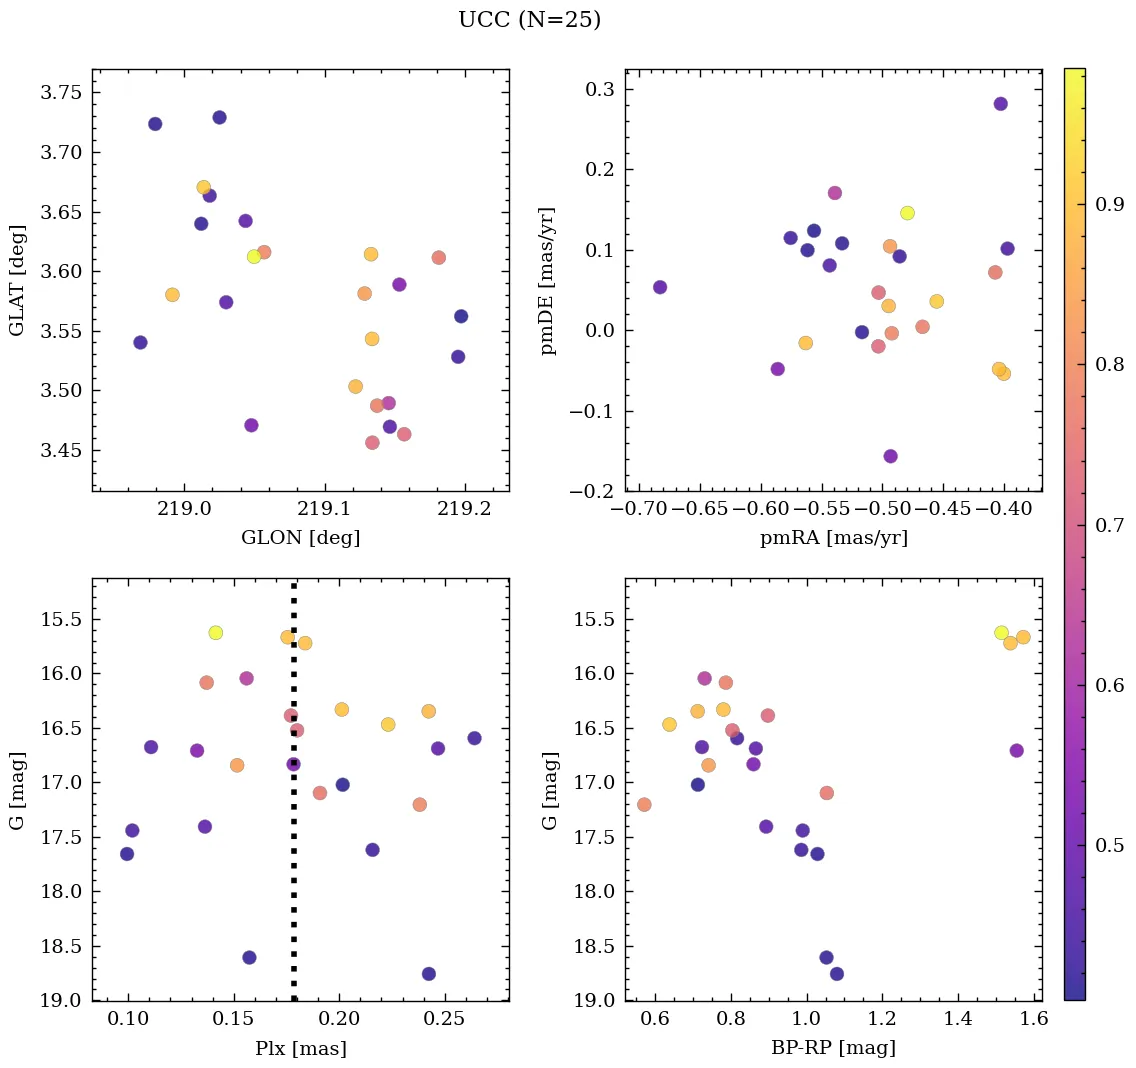 UCC (N=25)
3.75
3.70
3.65
3.60
3.55
3.50
3.45
GLAT [deg]
219.0 219.1 219.2
GLON [deg]
0.3
0.2
0.1
0.0
−0.1
−0.2
pmDE [mas/yr]
−0.70 −0.65 −0.60 −0.55 −0.50 −0.45 −0.40
pmRA [mas/yr]
15.5
16.0
16.5
17.0
17.5
18.0
18.5
19.0
G [mag]
0.10 0.15 0.20 0.25
Plx [mas]
15.5
16.0
16.5
17.0
17.5
18.0
18.5
19.0
G [mag]
0.6 0.8 1.0 1.2 1.4 1.6
BP-RP [mag]
0.9
0.8
0.7
0.6
0.5